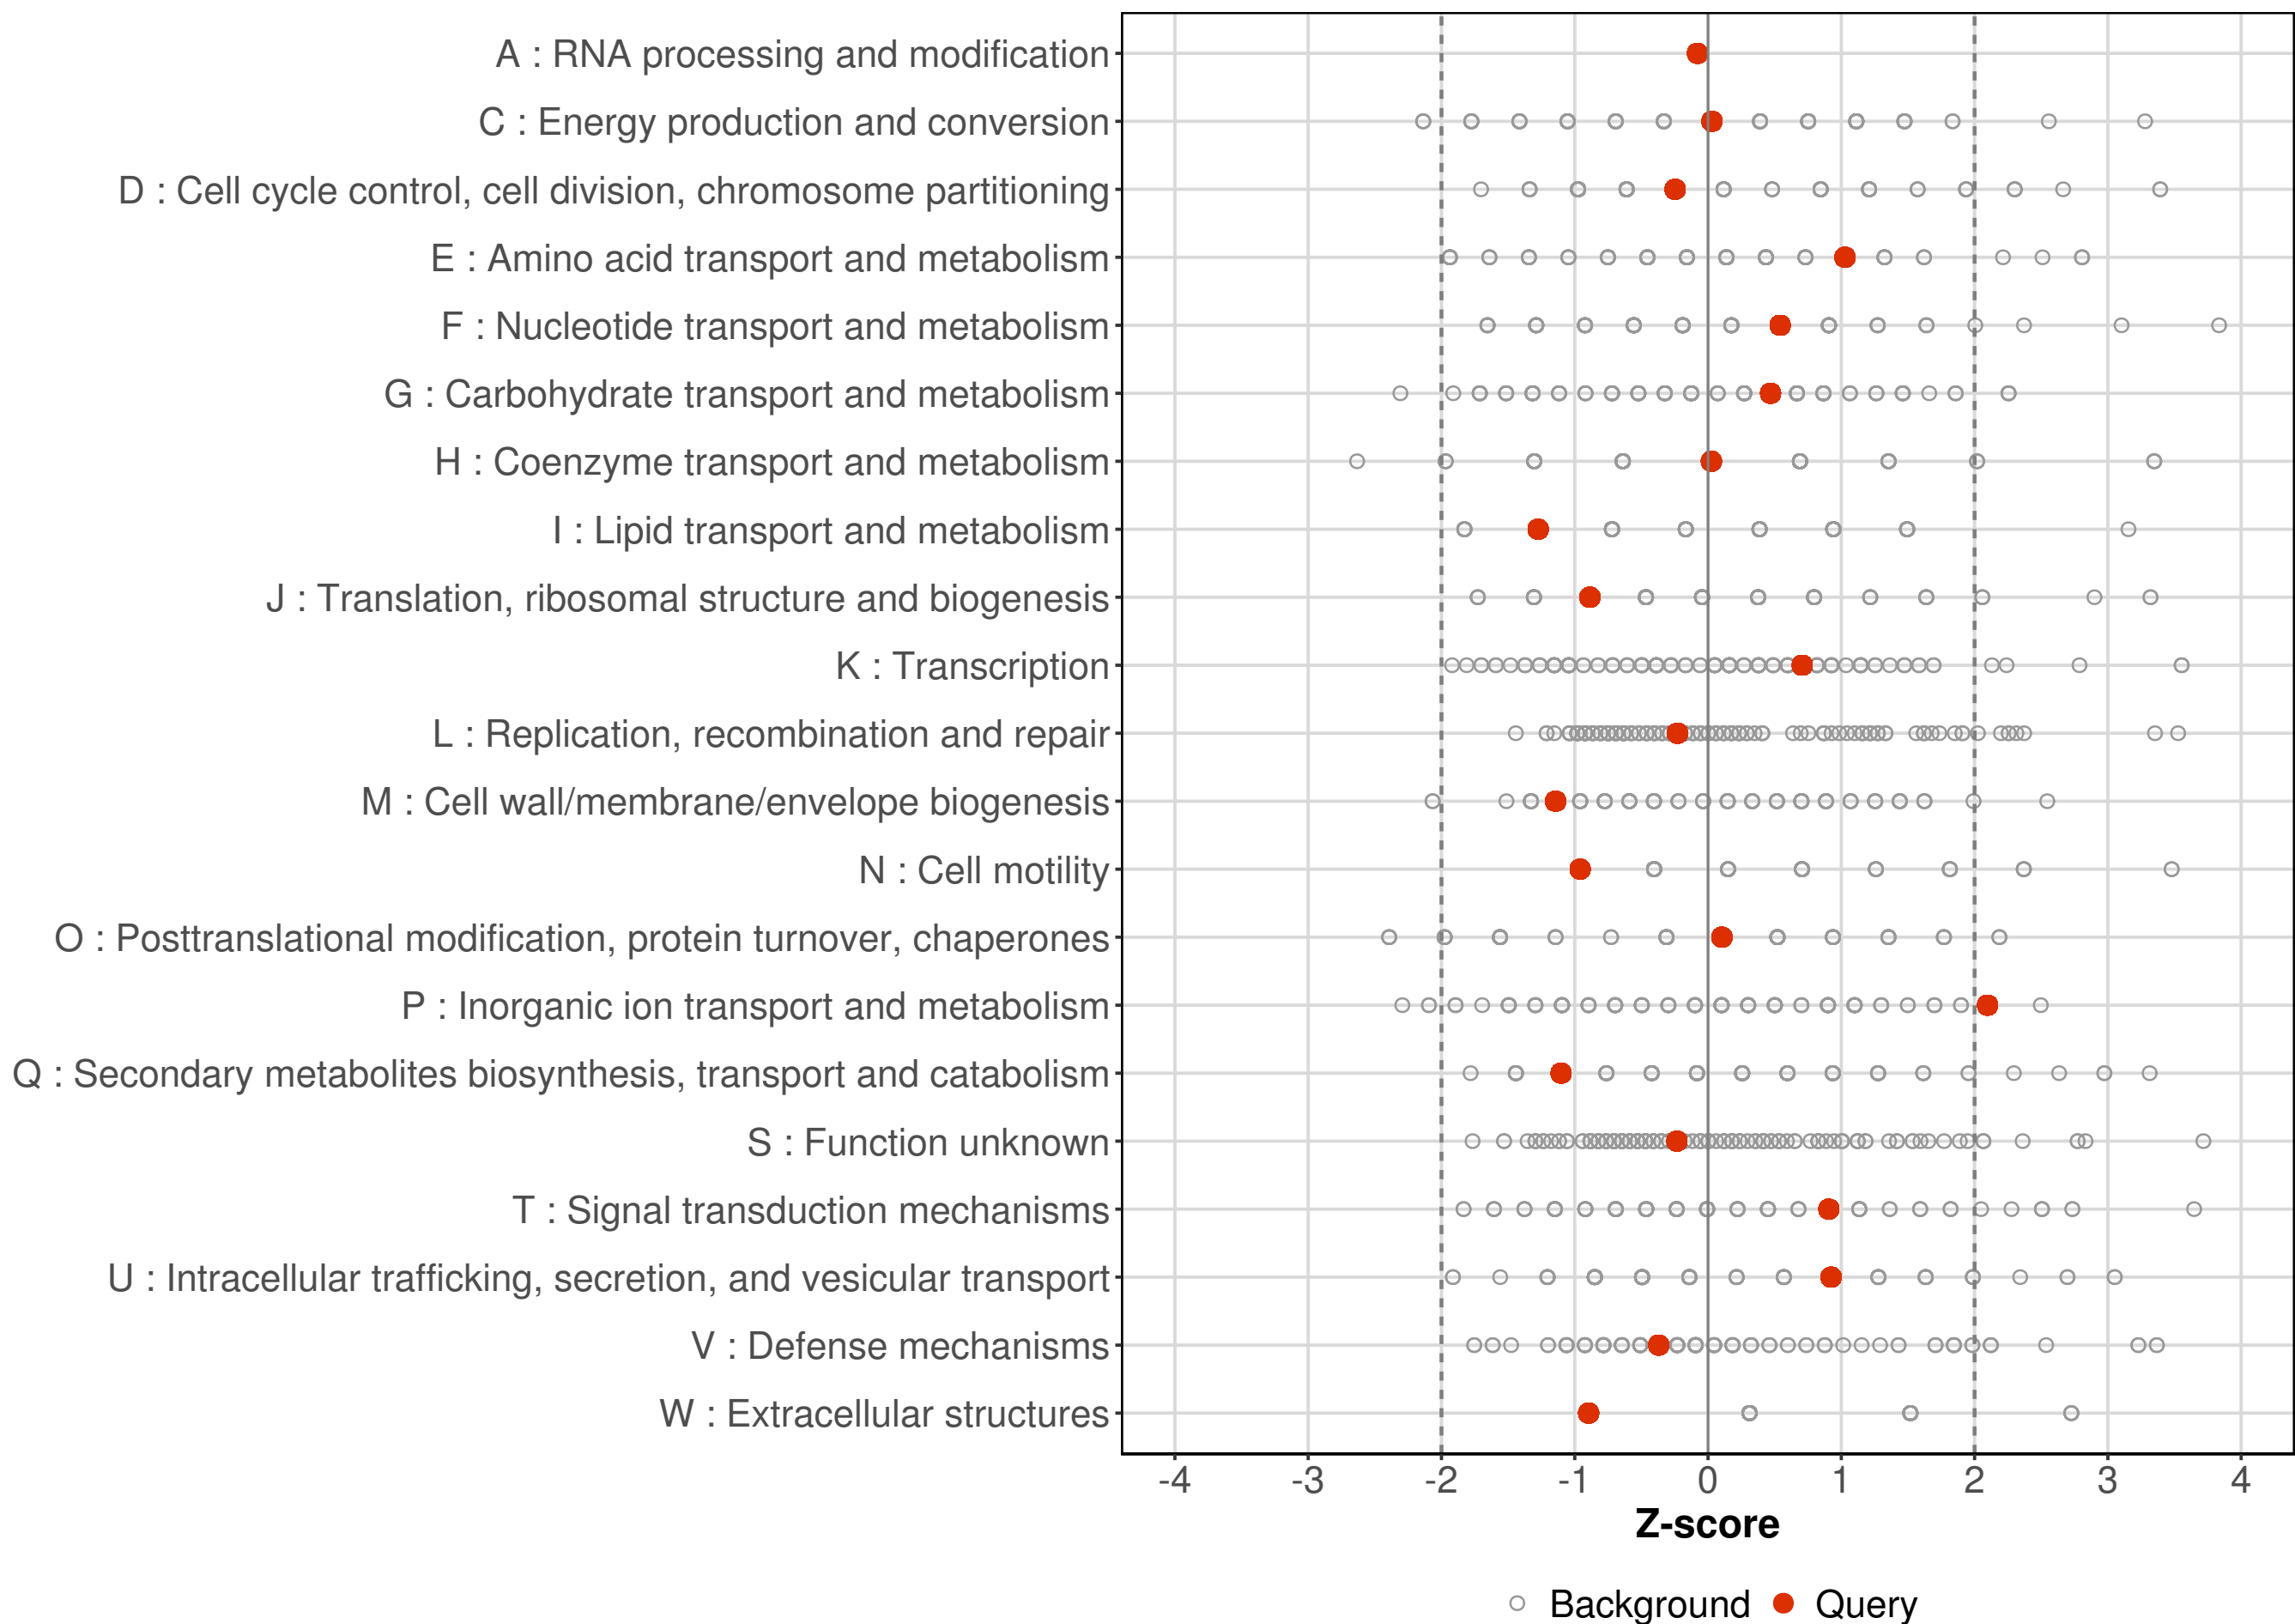 A : RNA processing and modification
C : Energy production and conversion
D : Cell cycle control, cell division, chromosome partitioning
E : Amino acid transport and metabolism
F : Nucleotide transport and metabolism
G : Carbohydrate transport and metabolism
H : Coenzyme transport and metabolism
I : Lipid transport and metabolism
J : Translation, ribosomal structure and biogenesis
K : Transcription
L : Replication, recombination and repair
M : Cell wall/membrane/envelope biogenesis
N : Cell motility
O : Posttranslational modification, protein turnover, chaperones
P : Inorganic ion transport and metabolism
Q : Secondary metabolites biosynthesis, transport and catabolism
S : Function unknown
T : Signal transduction mechanisms
U : Intracellular trafficking, secretion, and vesicular transport
V : Defense mechanisms
W : Extracellular structures
-4 -3 -2 -1 0 1 2 3 4
Z-score
Background Query